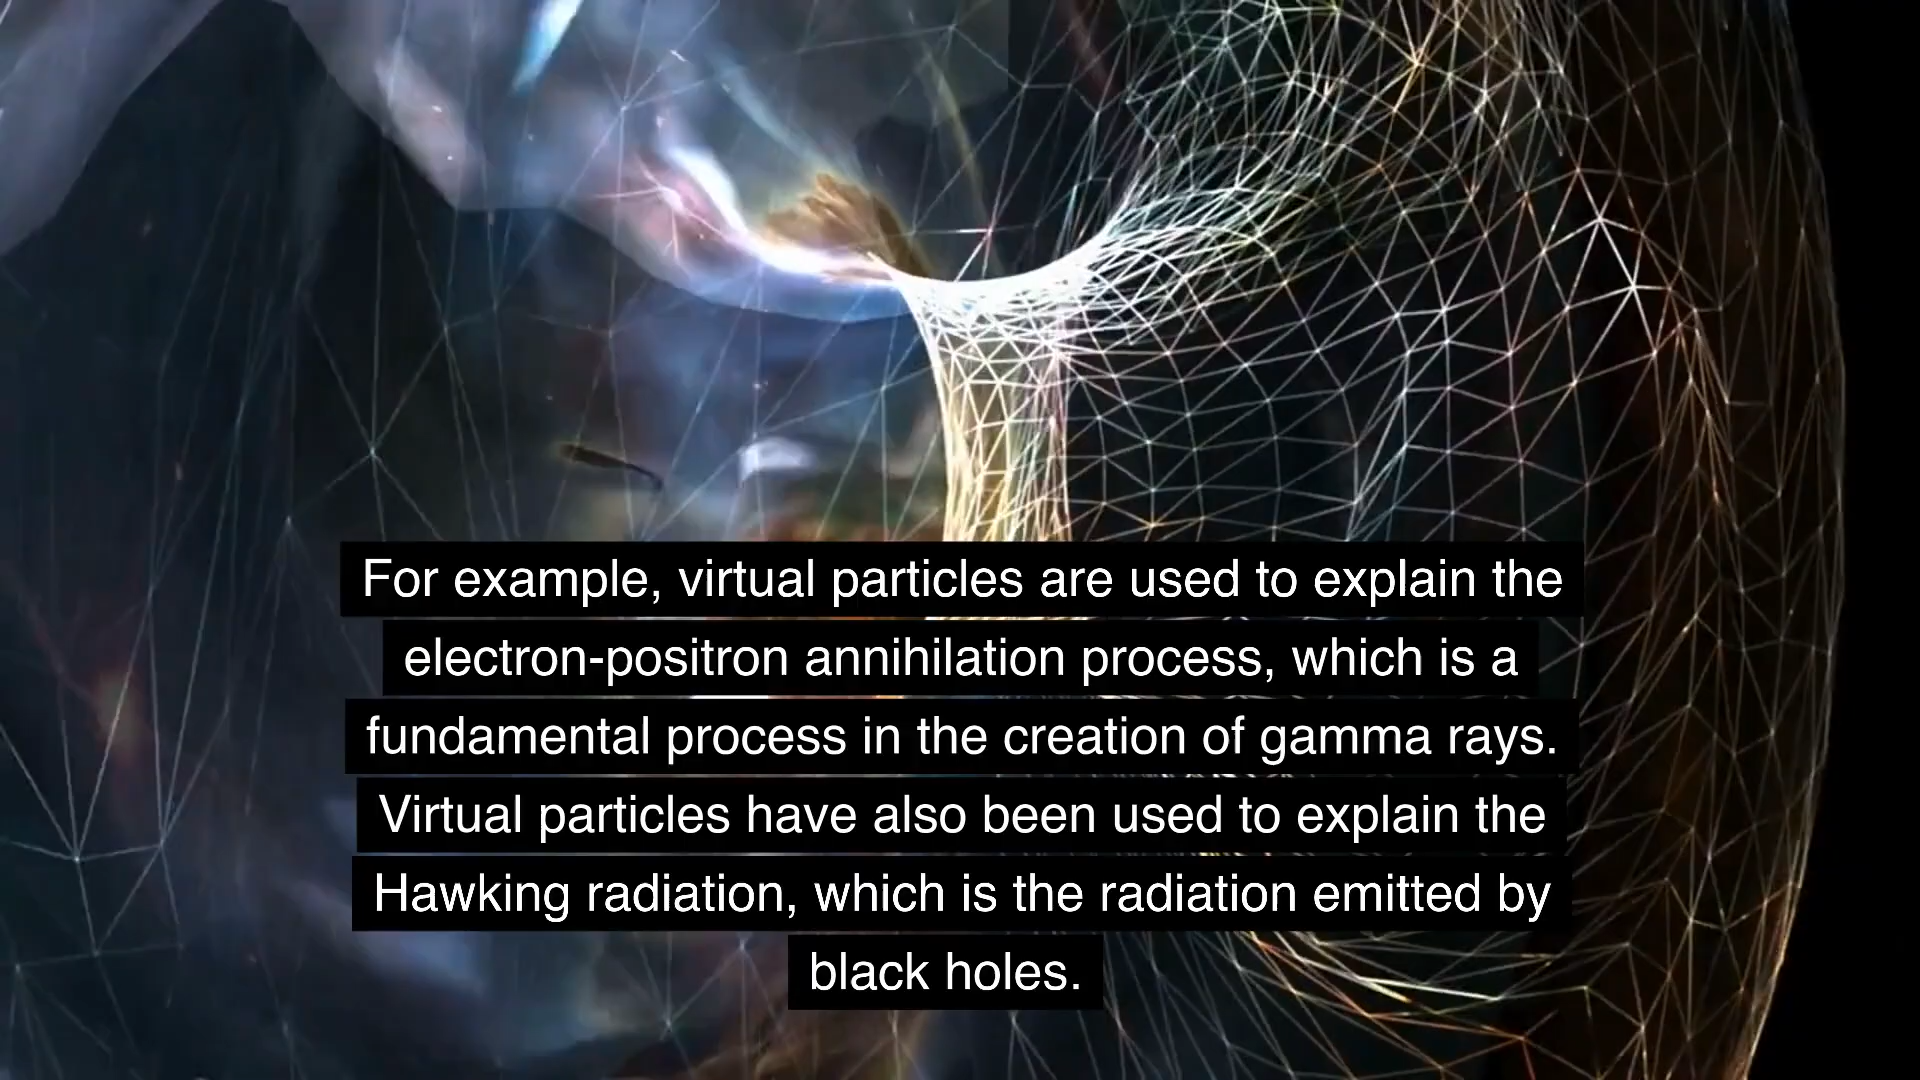 For example, virtual particles are used to explain the
electron-positron annihilation process, which is a
fundamental process in the creation of gamma rays.
Virtual particles have also been used to explain the
Hawking radiation, which is the radiation emitted by
black holes.